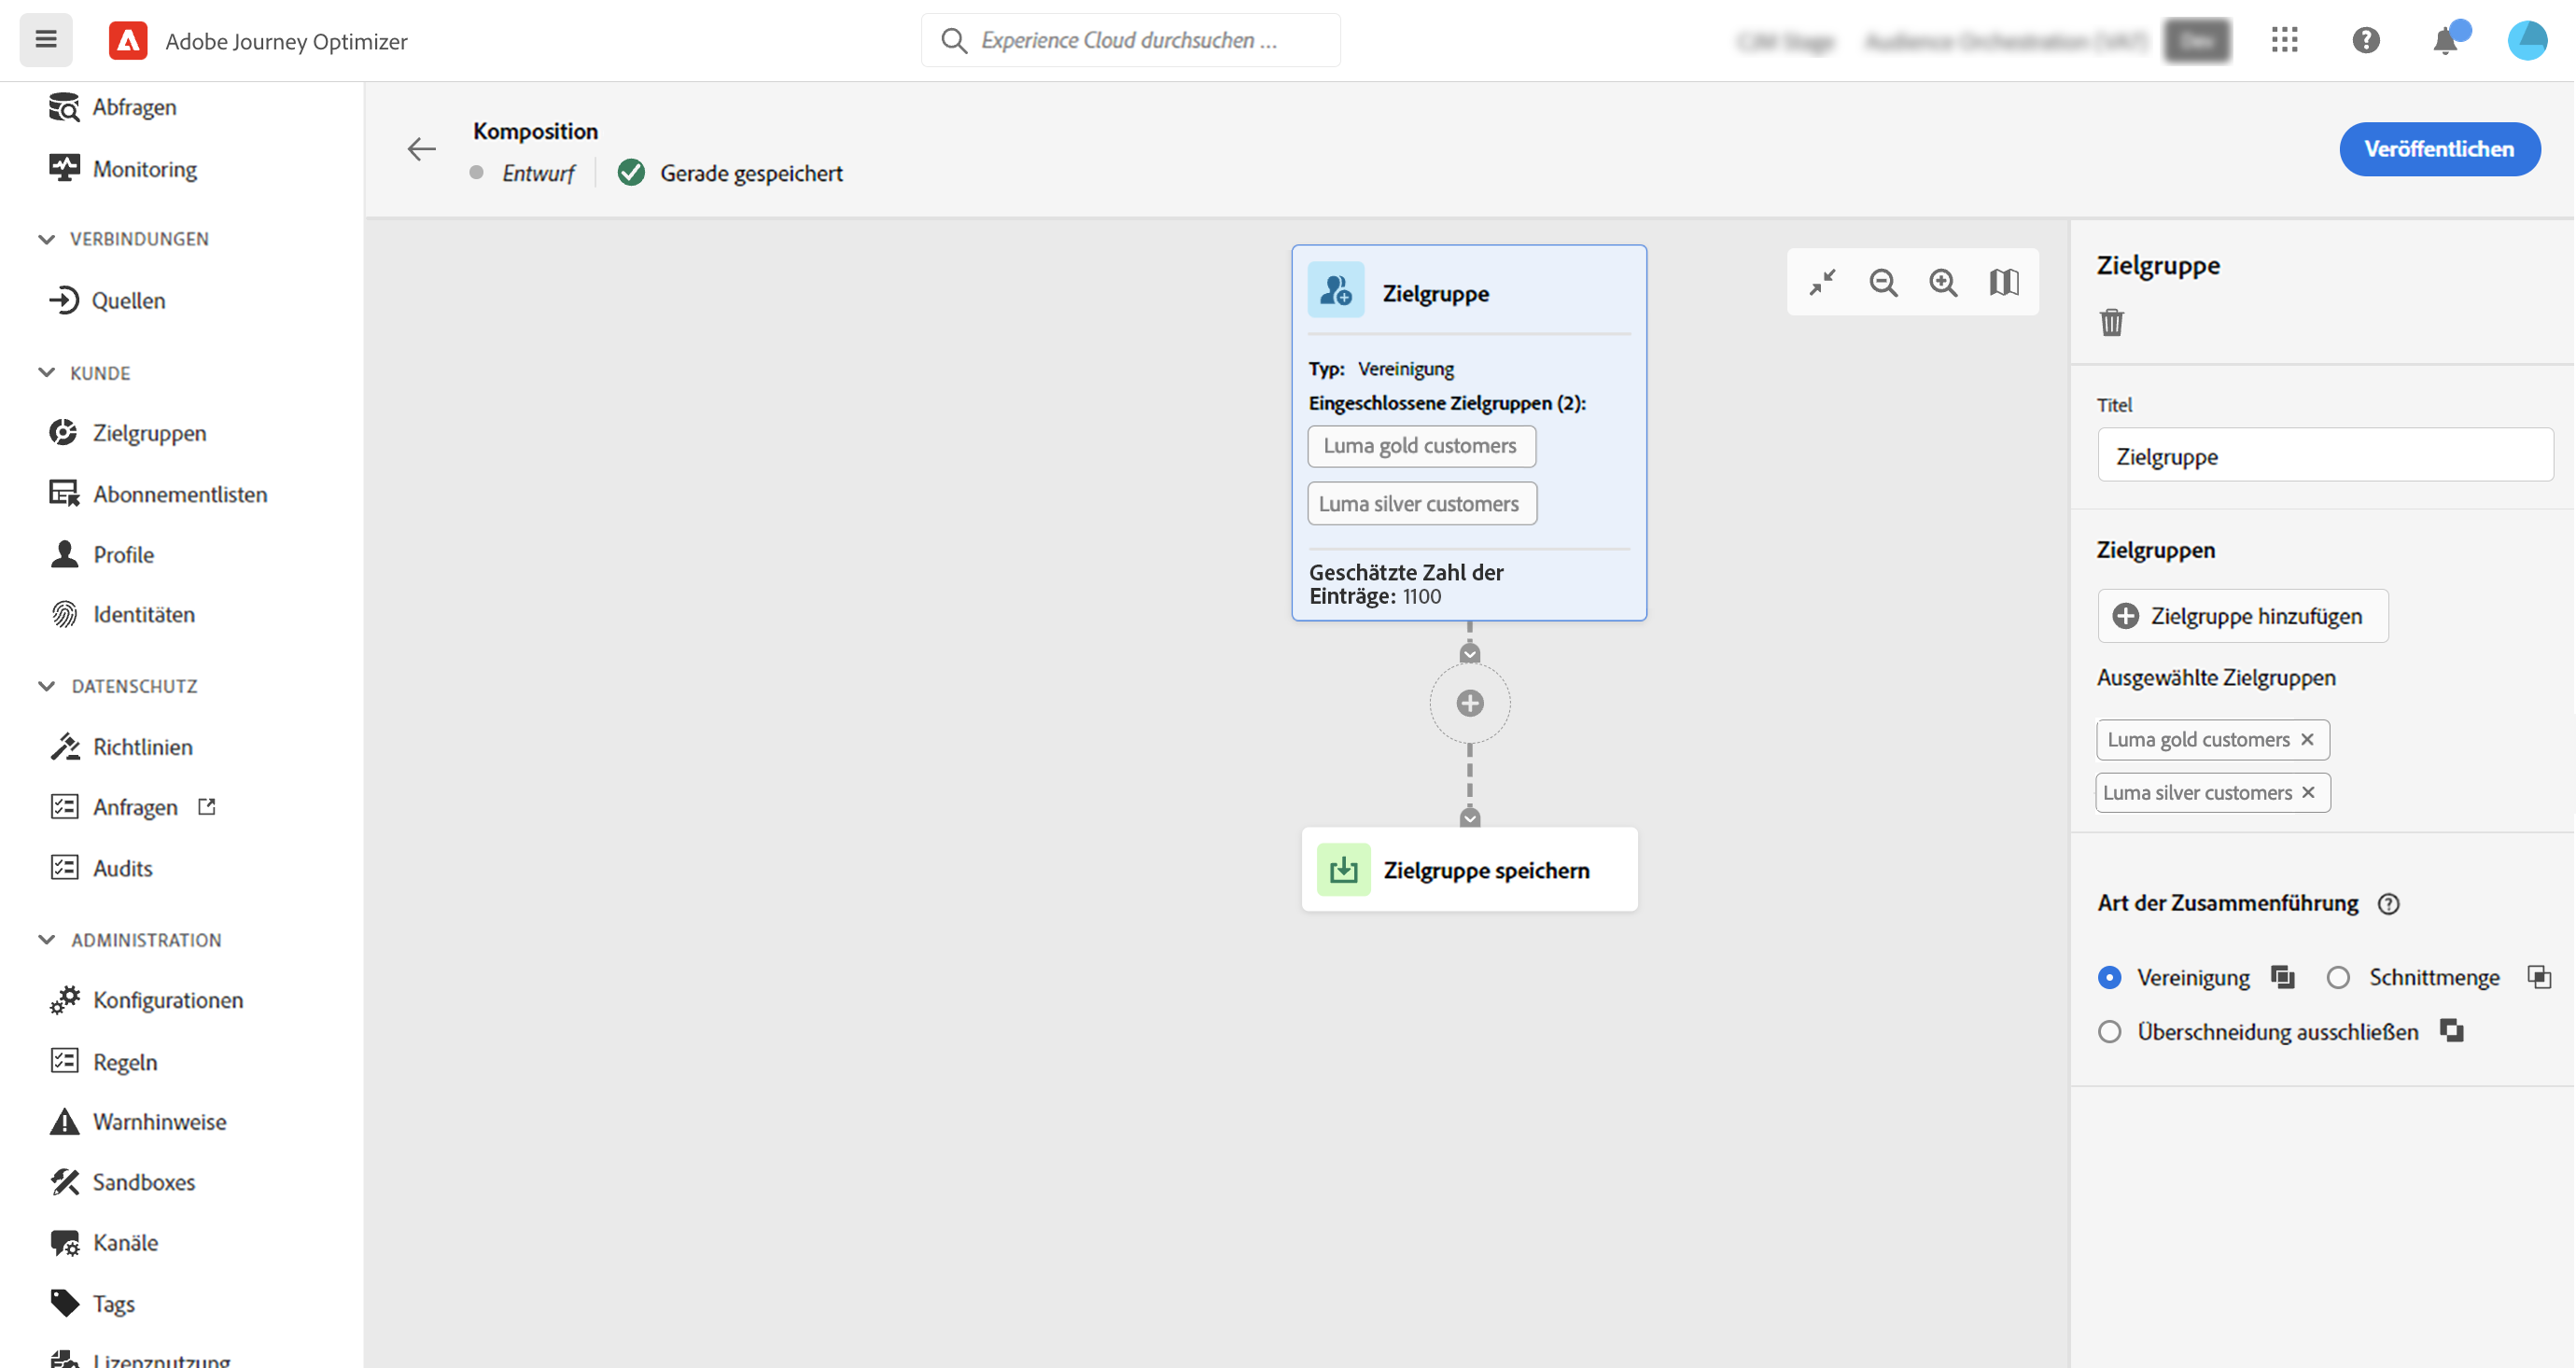 Adobe Journey Optimizer
Experience Cloud durchsuchen ...
Abfragen
Monitoring
VERBINDUNGEN
Quellen
KUNDE
Zielgruppen
Abonnementlisten
Profile
Identitäten
DATENSCHUTZ
Richtlinien
Anfragen
Audits
ADMINISTRATION
Konfigurationen
Regeln
Warnhinweise
Sandboxes
Kanäle
Tags
Lizenznutzung
Komposition
Entwurf
Gerade gespeichert
Veröffentlichen
Zielgruppe
Typ: Vereinigung
Eingeschlossene Zielgruppen (2):
Luma gold customers
Luma silver customers
Geschätzte Zahl der
Einträge: 1100
Zielgruppe speichern
Zielgruppe
Titel
Zielgruppe
Zielgruppen
Zielgruppe hinzufügen
Ausgewählte Zielgruppen
Luma gold customers
Luma silver customers
Art der Zusammenführung
Vereinigung
Schnittmenge
Überschneidung ausschließen